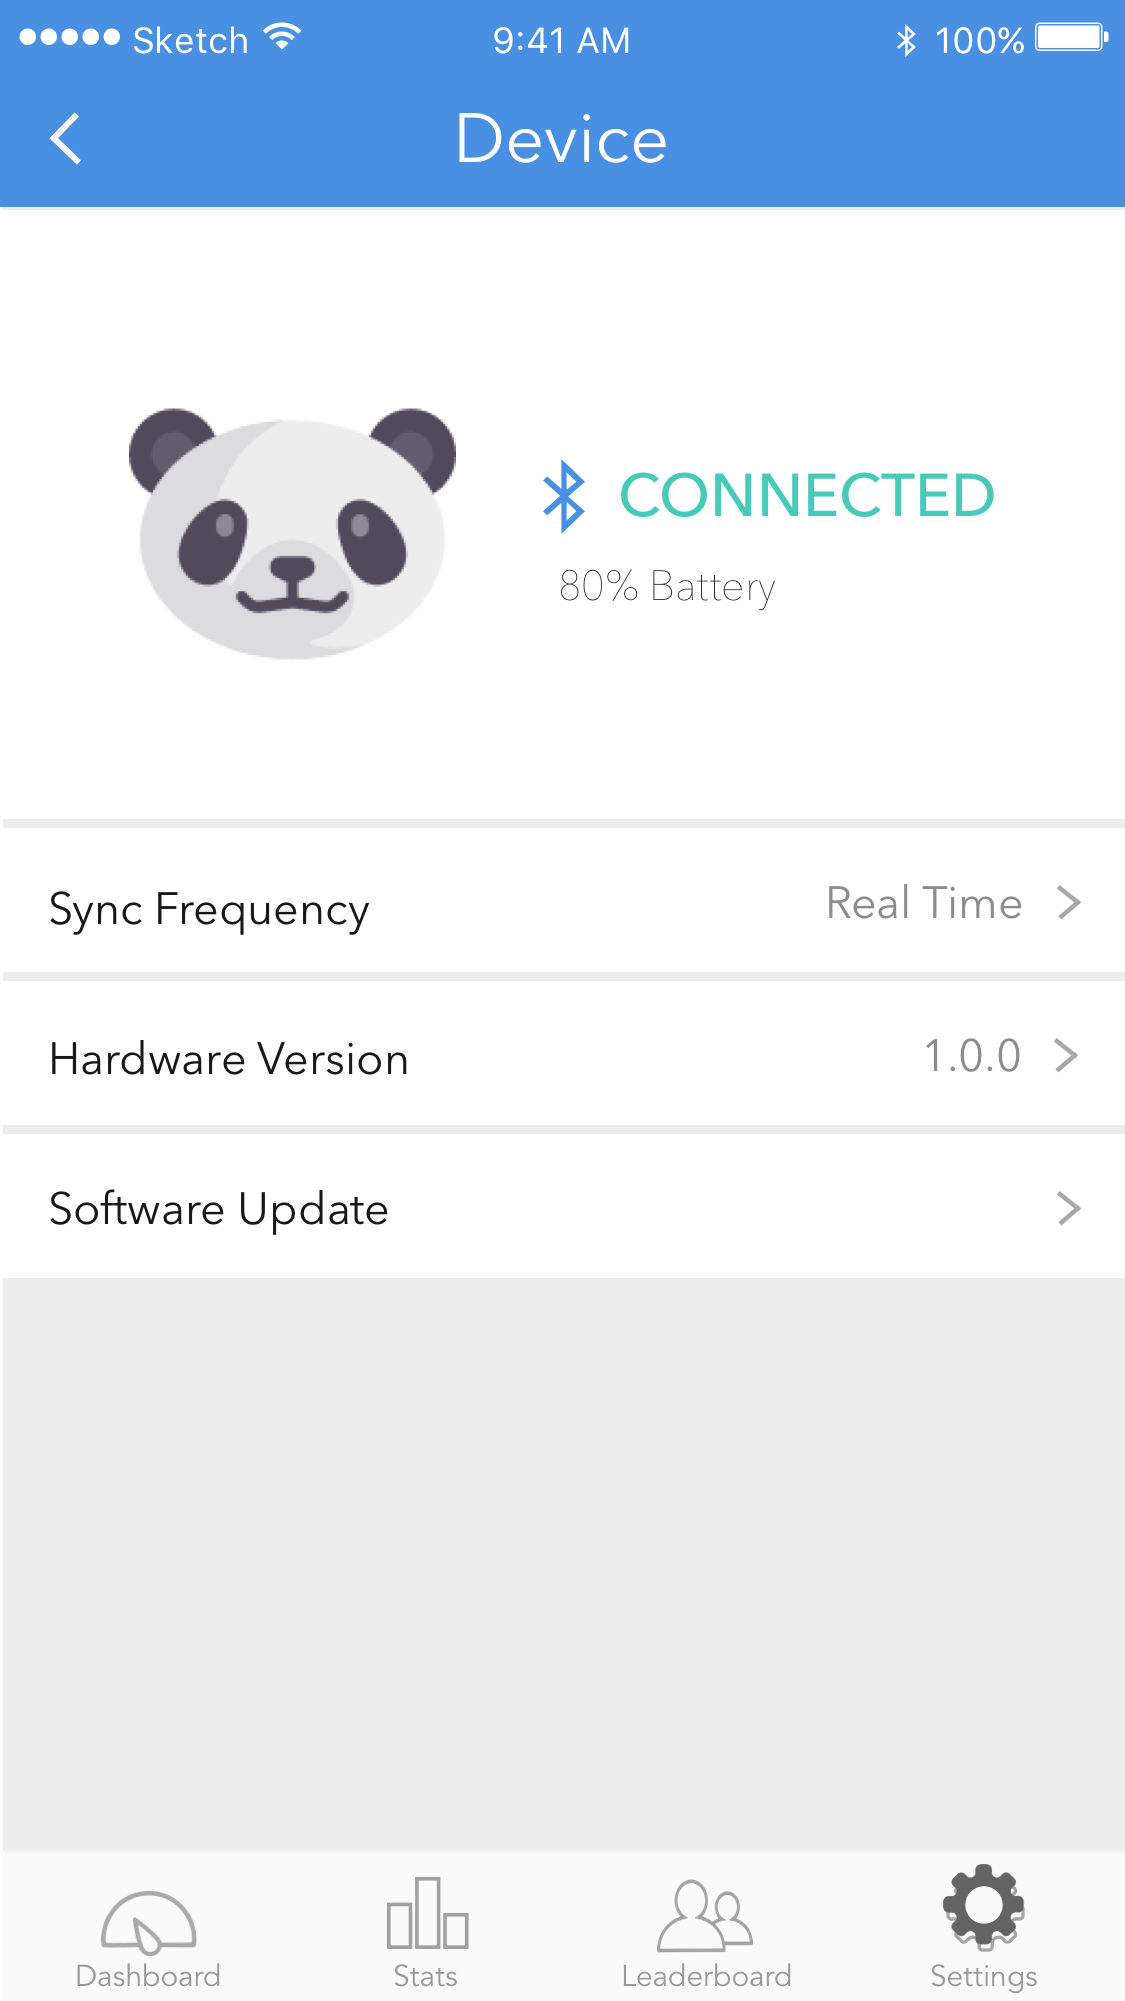 Sketch 9:41 AM 100%
Device
CONNECTED
80% Battery
Sync Frequency Real Time
Hardware Version 1.0.0
Software Update
Dashboard Stats Leaderboard Settings